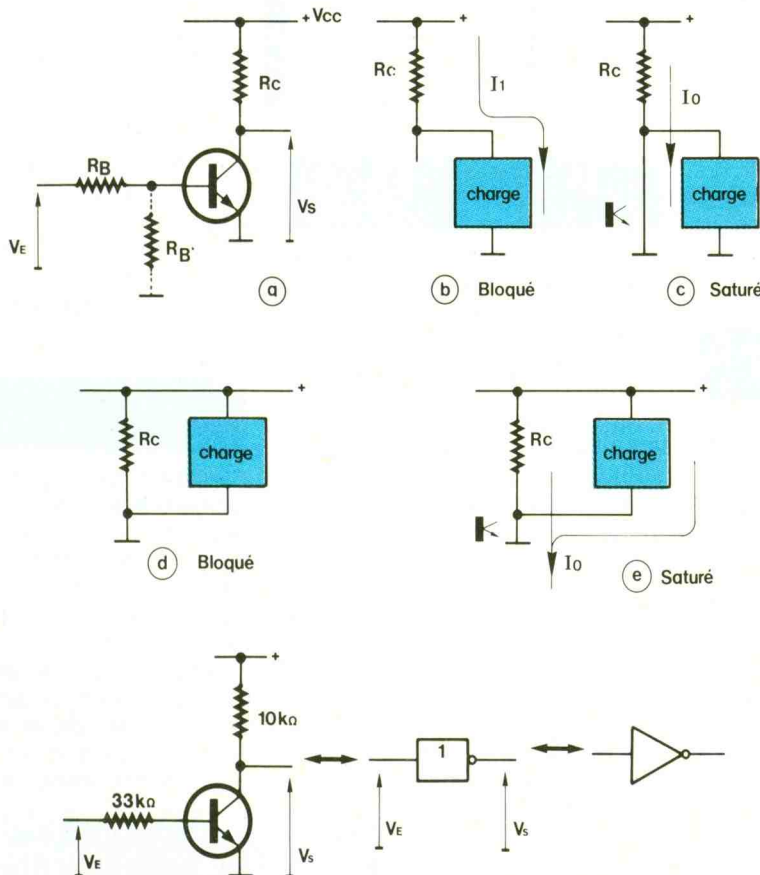 + Vcc
Rc
RB
VE
RB'
Vs
a
+
Rc
I1
charge
b Bloqué
+
Rc
I0
charge
c Saturé
+
Rc
charge
d Bloqué
+
Rc
charge
I0
e Saturé
+
10kΩ
33kΩ
VE
Vs
1
VE
Vs